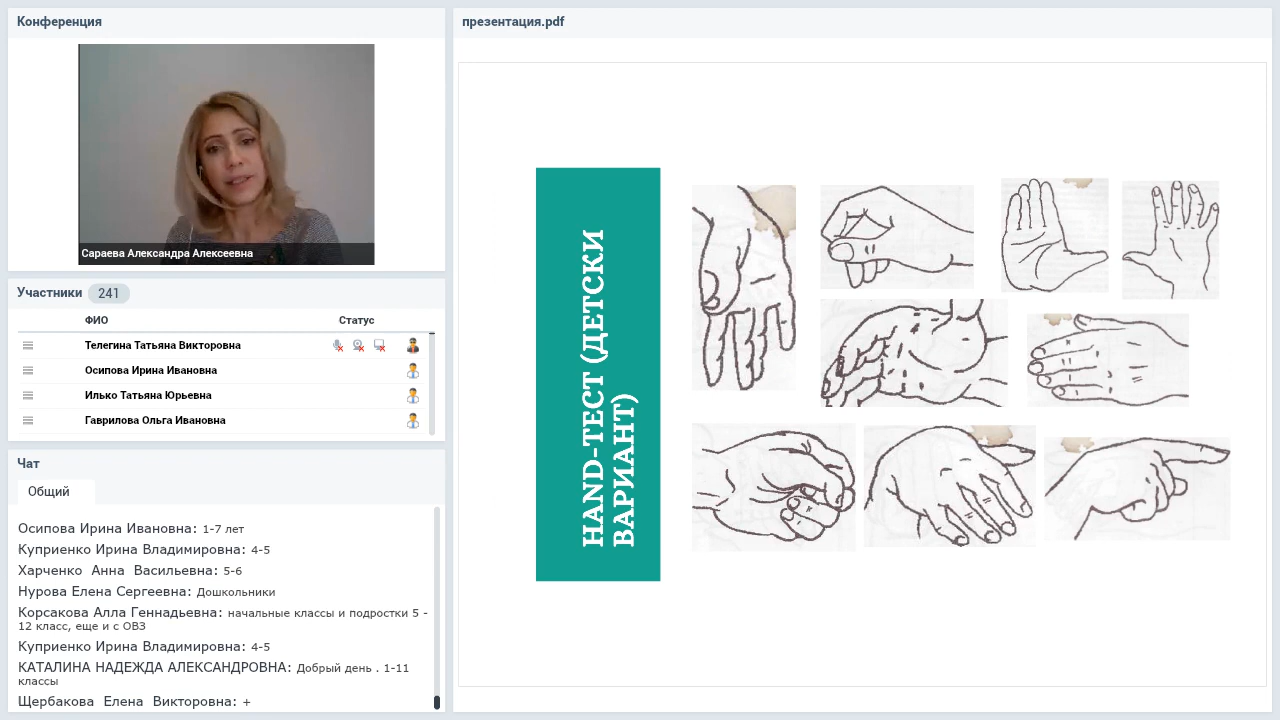 Конференция
Сараева Александра Алексеевна
Участники 241
ФИО Статус
Телегина Татьяна Викторовна
Осипова Ирина Ивановна
Илько Татьяна Юрьевна
Гаврилова Ольга Ивановна
Чат
Общий
Осипова Ирина Ивановна: 1-7 лет
Куприенко Ирина Владимировна: 4-5
Харченко Анна Васильевна: 5-6
Нурова Елена Сергеевна: Дошкольники
Корсакова Алла Геннадьевна: начальные классы и подростки 5 -
12 класс, еще и с ОВЗ
Куприенко Ирина Владимировна: 4-5
КАТАЛИНА НАДЕЖДА АЛЕКСАНДРОВНА: Добрый день . 1-11
классы
Щербакова Елена Викторовна: +
презентация.pdf
HAND-ТЕСТ (ДЕТСКИ
ВАРИАНТ)